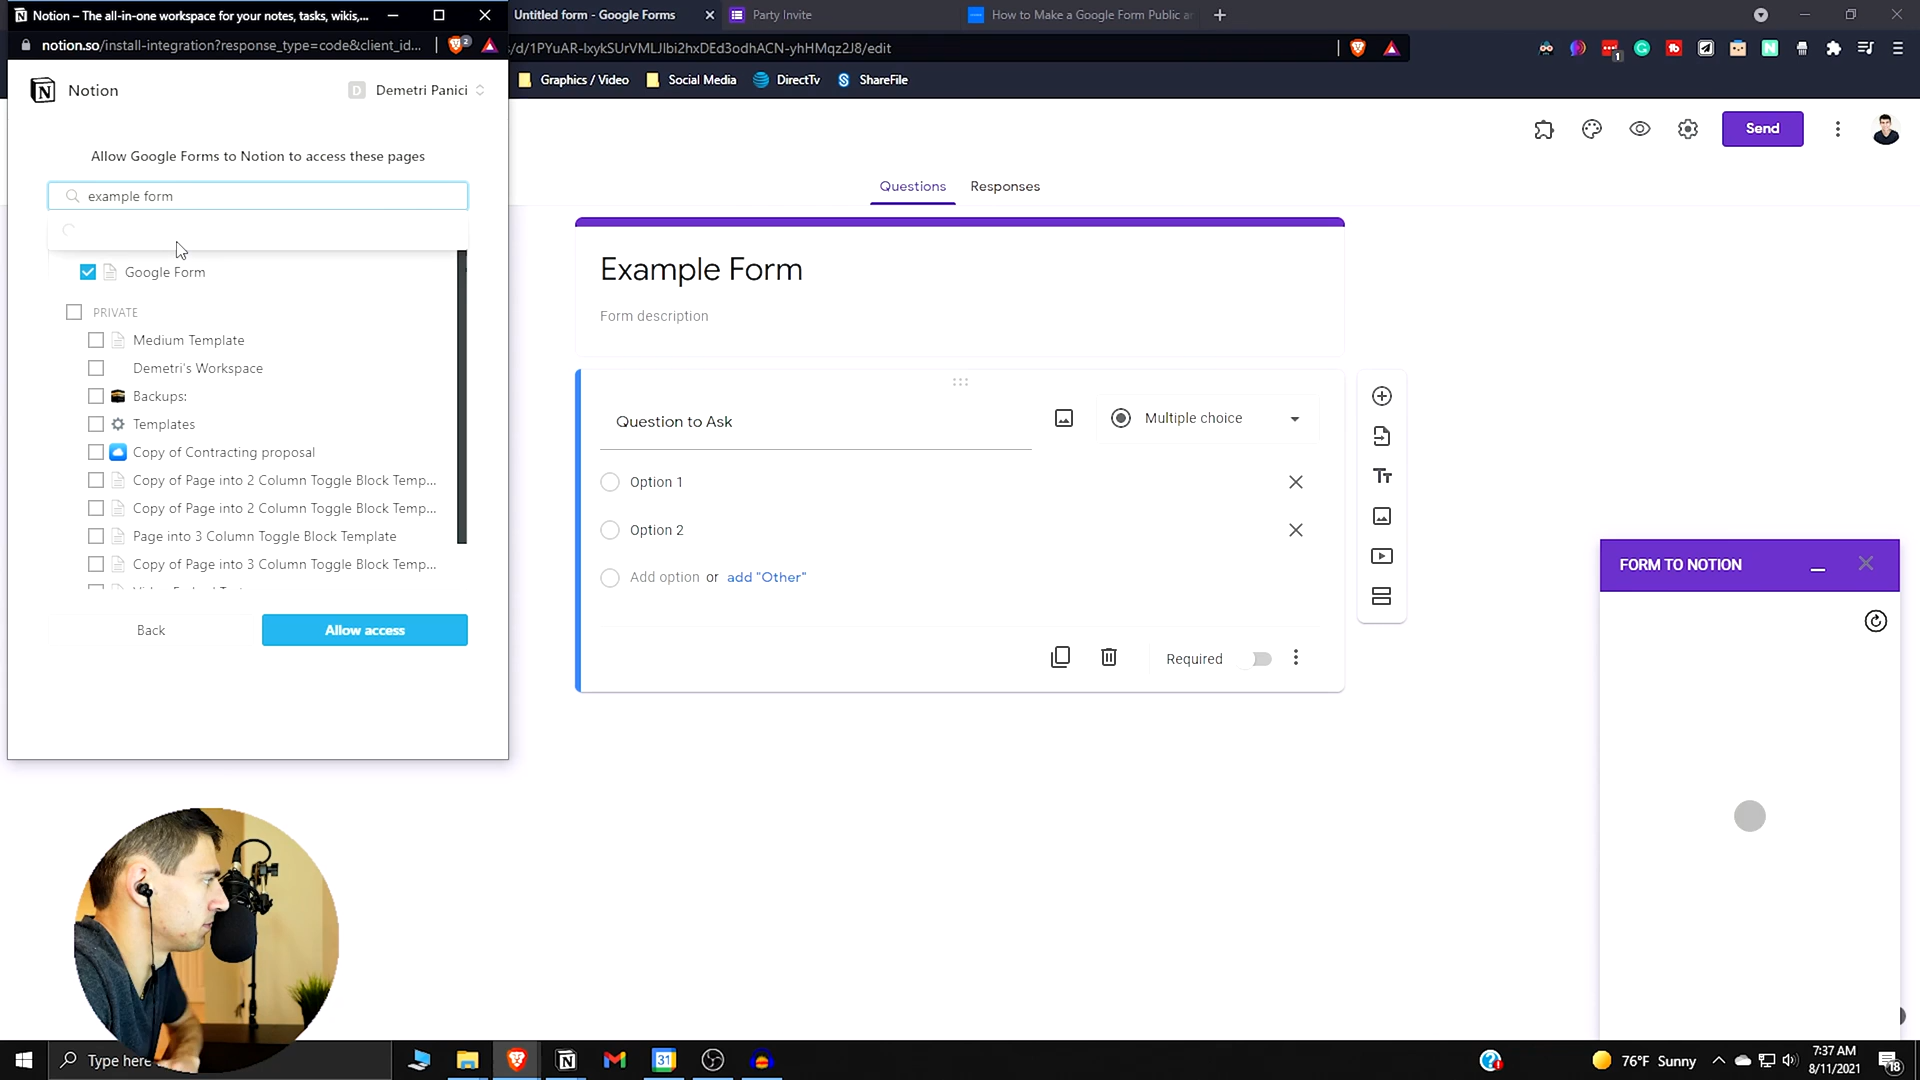 Notion – The all-in-one workspace for your notes, tasks, wikis,...
Untitled form - Google Forms
Party Invite
How to Make a Google Form Public an
notion.so/install-integration?response_type=code&client_id...
2
s/d/1PYuAR-IxykSUrVMLJlbi2hxDEd3odhACN-yhHMqz2J8/edit
1
Graphics / Video
Social Media
DirectTv
ShareFile
Notion
D Demetri Panici
Send
Allow Google Forms to Notion to access these pages
example form
Google Form
PRIVATE
Medium Template
Demetri's Workspace
Backups:
Templates
Copy of Contracting proposal
Copy of Page into 2 Column Toggle Block Temp...
Copy of Page into 2 Column Toggle Block Temp...
Page into 3 Column Toggle Block Template
Copy of Page into 3 Column Toggle Block Temp...
Back
Allow access
Questions
Responses
Example Form
Form description
Question to Ask
Multiple choice
Option 1
Option 2
Add option or add "Other"
Required
FORM TO NOTION
Type here
31
76°F Sunny
7:37 AM
8/11/2021
18